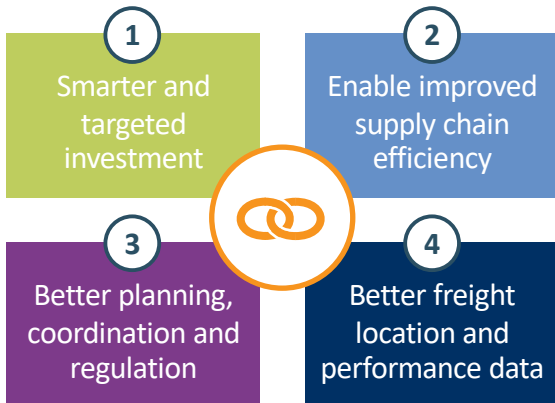 1
Smarter and
targeted
investment
2
Enable improved
supply chain
efficiency
3
Better planning,
coordination and
regulation
4
Better freight
location and
performance data